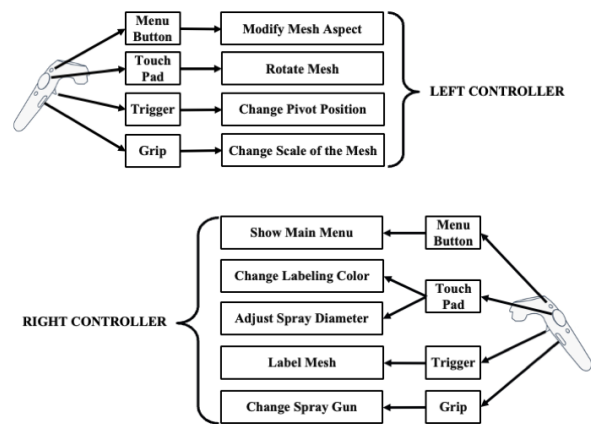 Menu
Button
Modify Mesh Aspect
Touch
Pad
Rotate Mesh
LEFT CONTROLLER
Trigger
Change Pivot Position
Grip
Change Scale of the Mesh
Show Main Menu
Menu
Button
Change Labeling Color
Touch
Pad
RIGHT CONTROLLER
Adjust Spray Diameter
Label Mesh
Trigger
Change Spray Gun
Grip